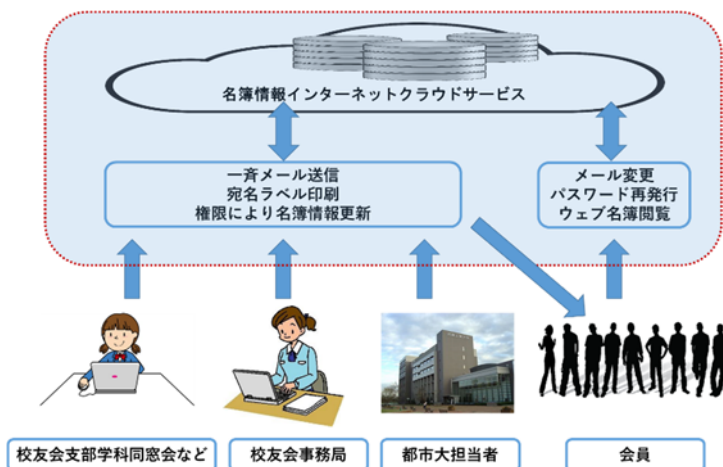 名簿情報インターネットクラウドサービス
一斉メール送信
宛名ラベル印刷
権限により名簿情報更新
メール変更
パスワード再発行
ウェブ名簿閲覧
校友会支部学科同窓会など
校友会事務局
都市大担当者
会員